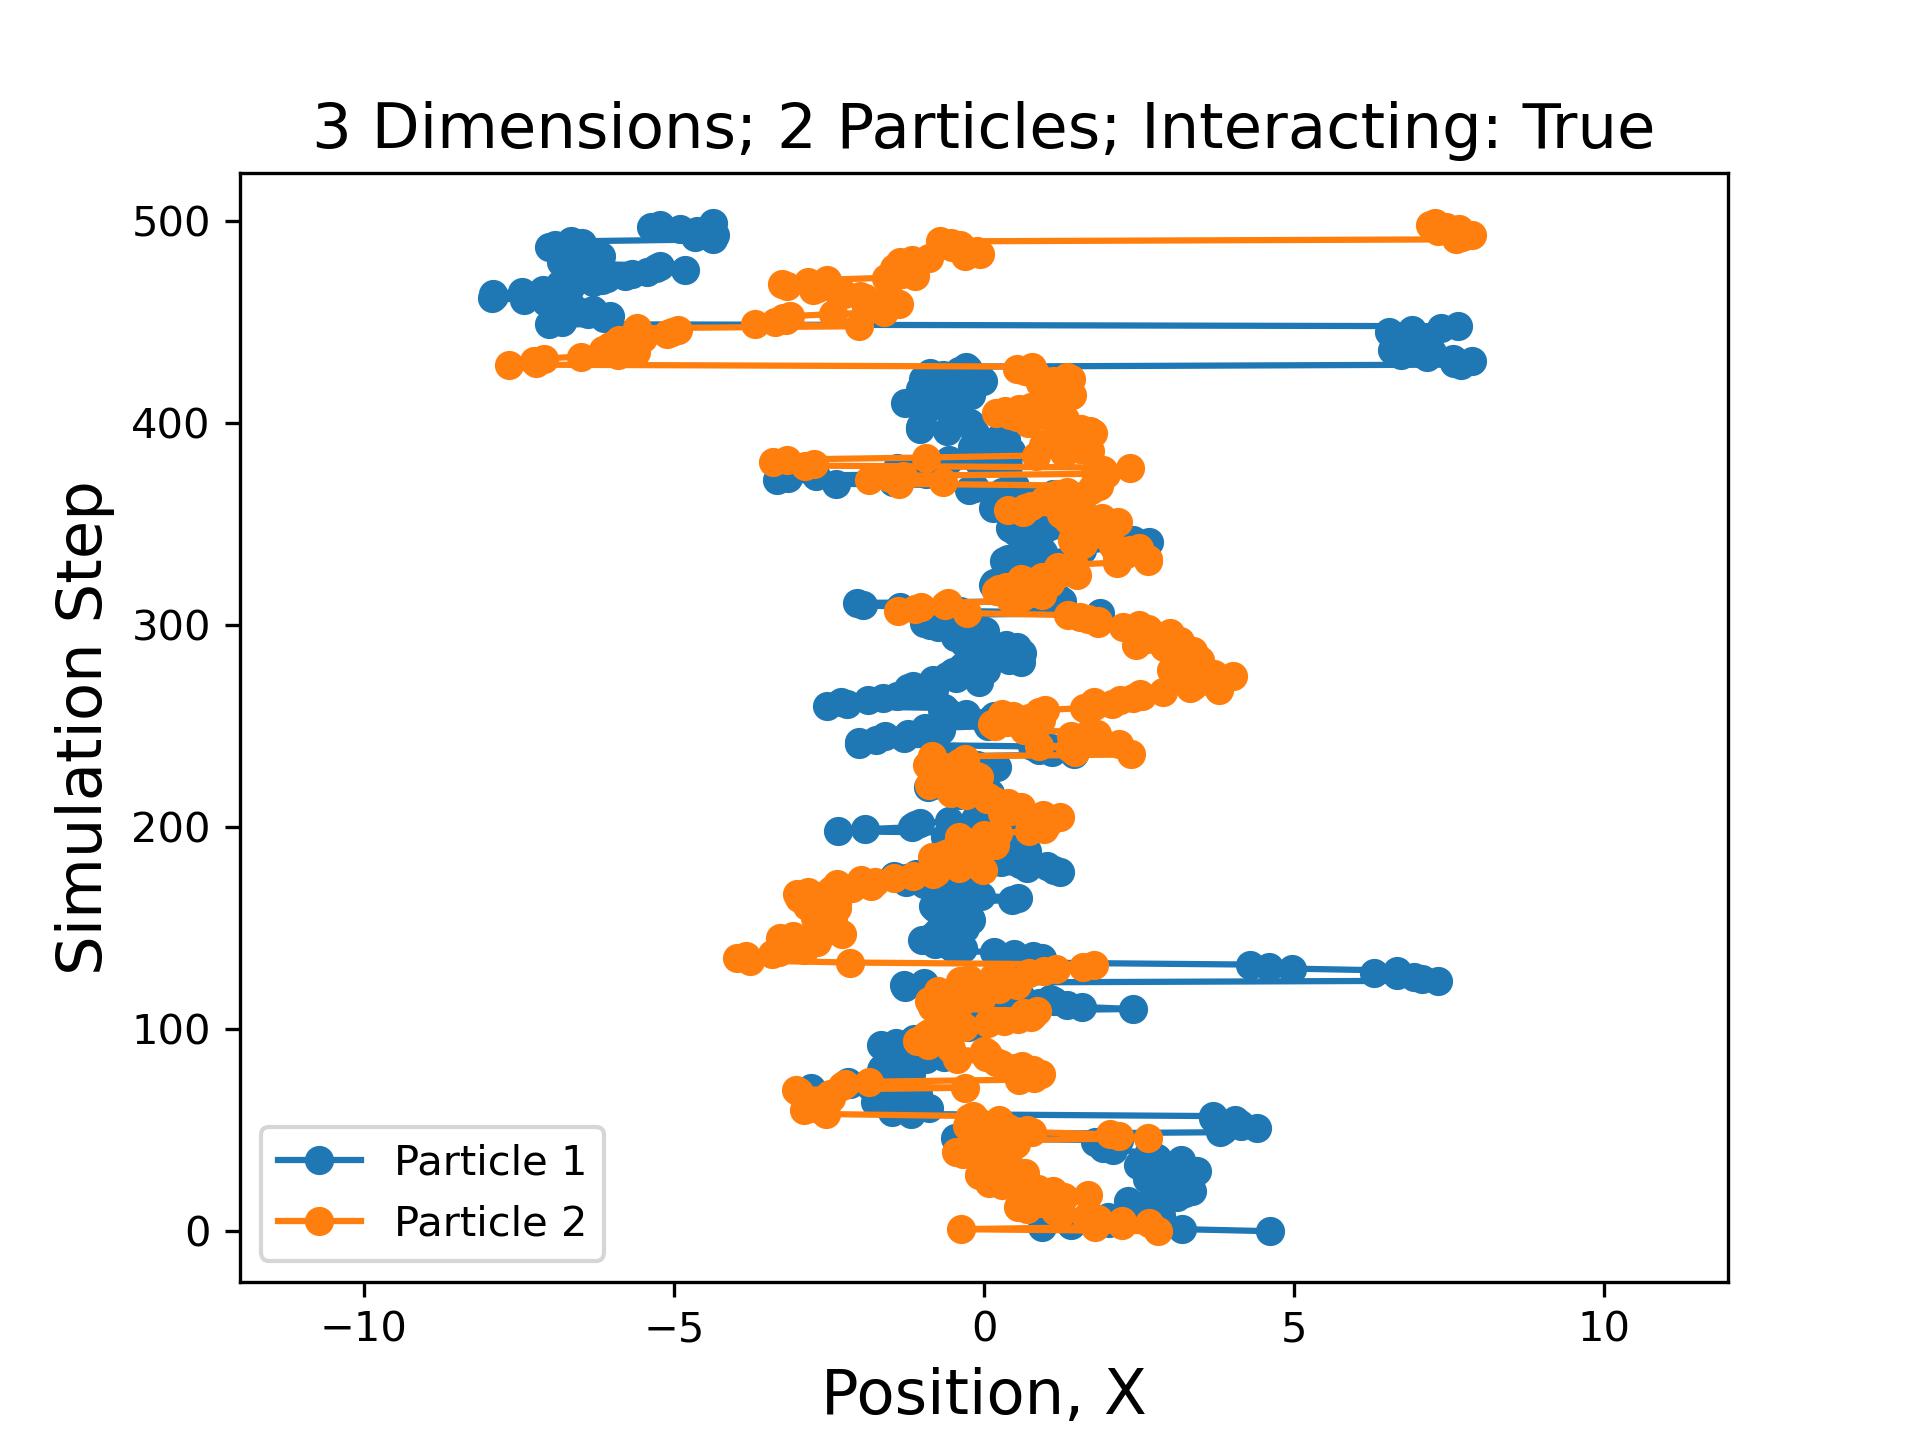 3 Dimensions; 2 Particles; Interacting: True
Simulation Step
500
400
300
200
100
0
Particle 1
Particle 2
−10
−5
0
5
10
Position, X